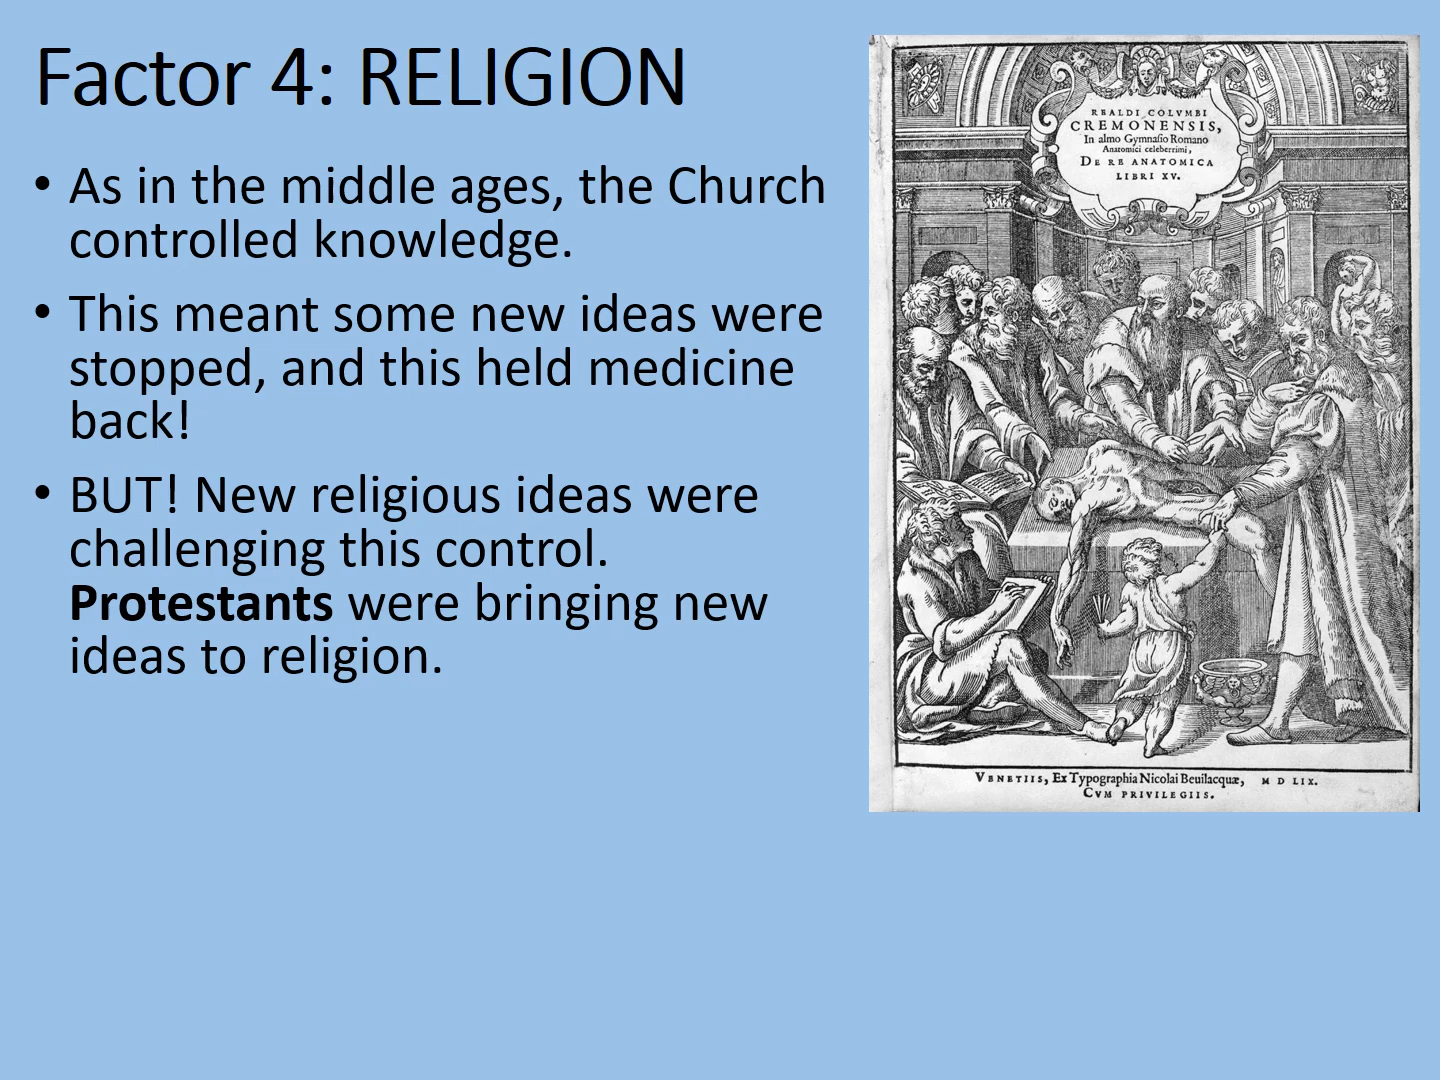 Factor 4: RELIGION
• As in the middle ages, the Church
controlled knowledge.
• This meant some new ideas were
stopped, and this held medicine
back!
• BUT! New religious ideas were
challenging this control.
Protestants were bringing new
ideas to religion.
REALDI COLVMBI
CREMONENSIS,
In almo Gymnasio Romano
Anatomici celeberrimi,
DE RE ANATOMICA
LIBRI XV.
VENETIIS, Ex Typographia Nicolai Beuilacquæ, M D LIX.
CVM PRIVILEGIIS.